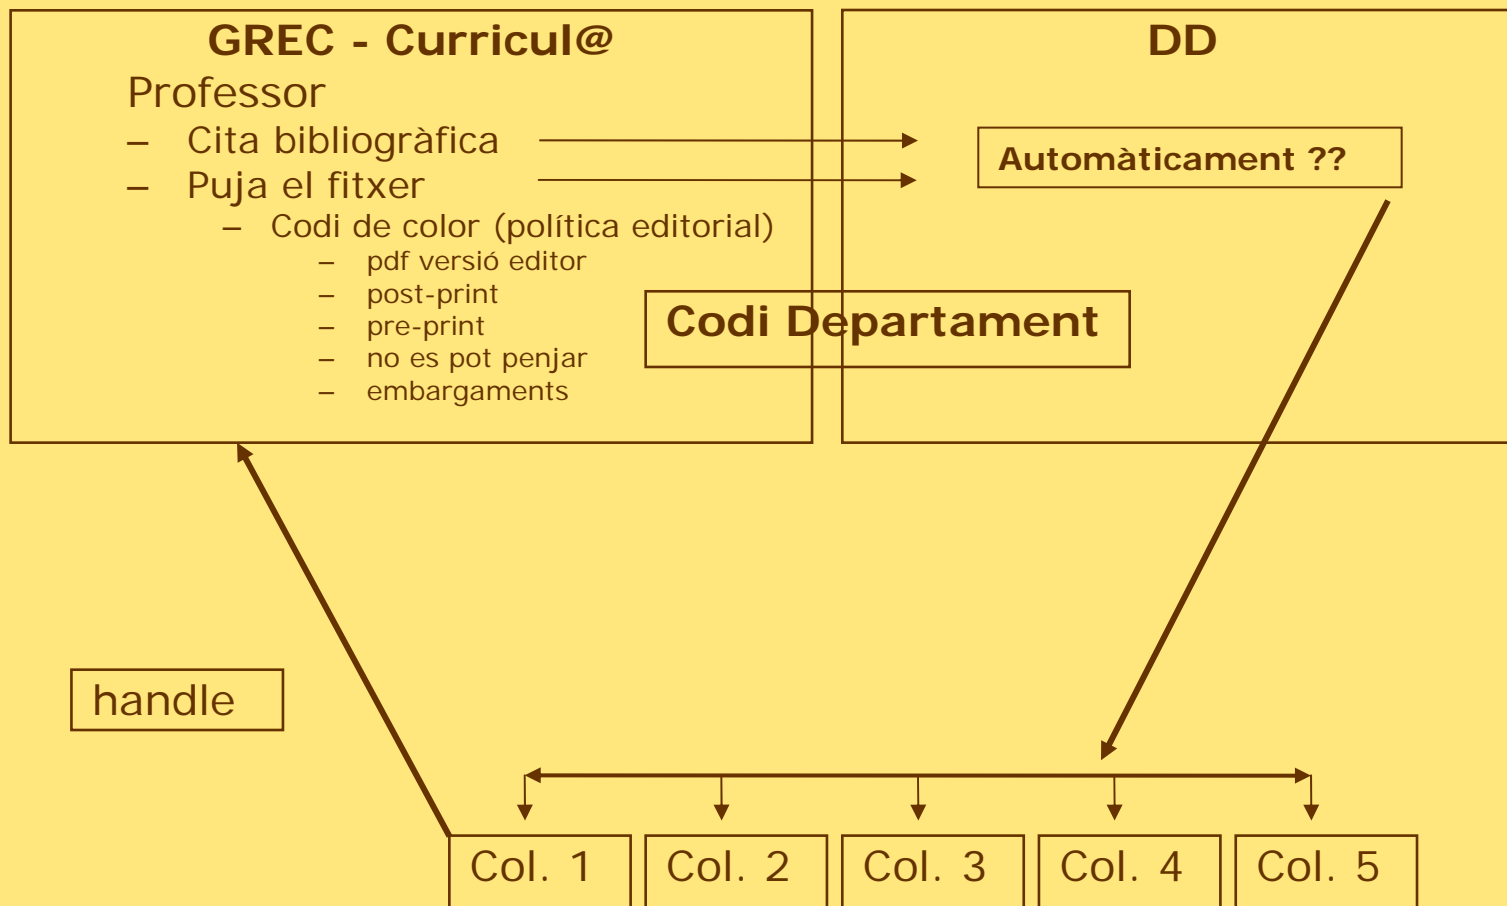 GREC - Curricul@
Professor
– Cita bibliogràfica
– Puja el fitxer
– Codi de color (política editorial)
– pdf versió editor
– post-print
– pre-print
– no es pot penjar
– embargaments
DD
Automàticament ??
Codi Departament
handle
Col. 1
Col. 2
Col. 3
Col. 4
Col. 5